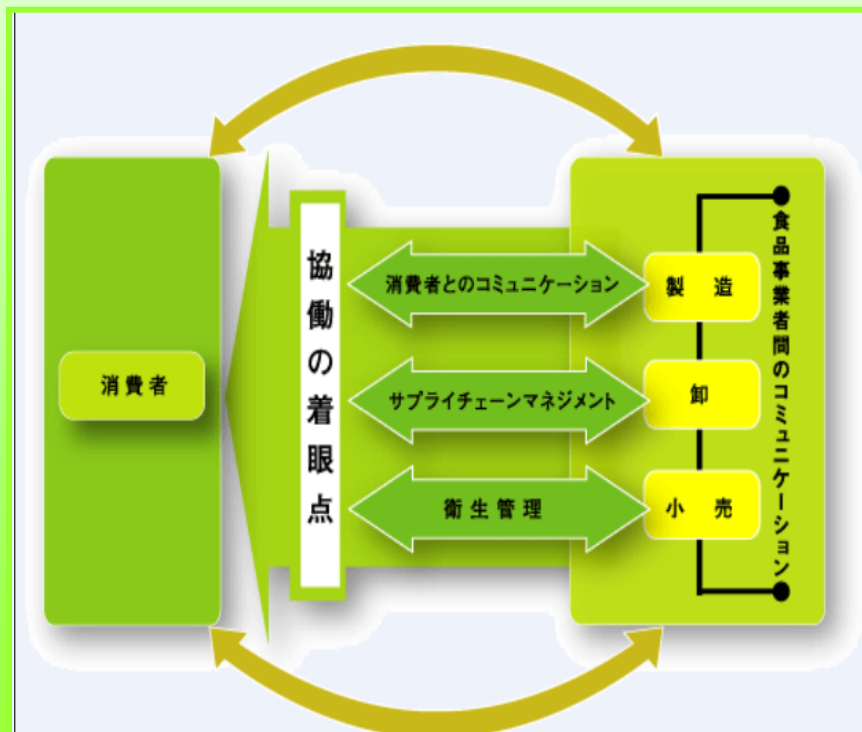 消費者
協働の着眼点
消費者とのコミュニケーション
サプライチェーンマネジメント
衛生管理
製造
卸
小売
食品事業者間のコミュニケーション